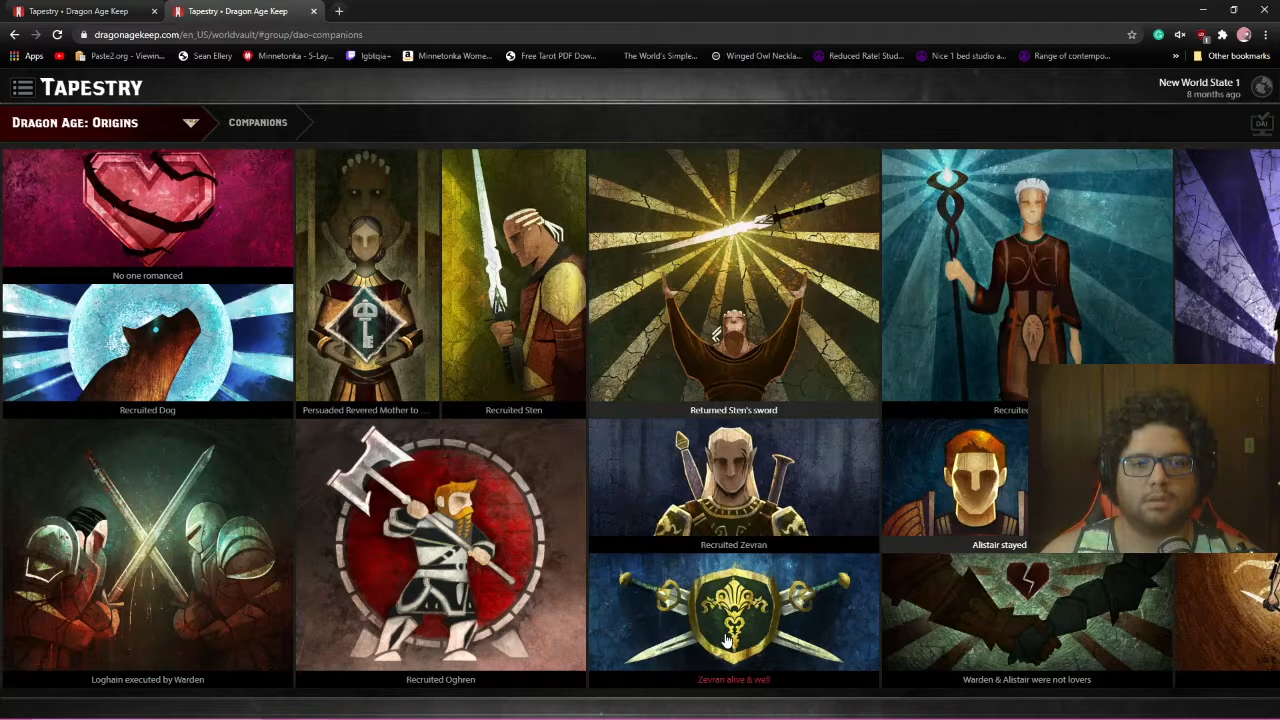 Tapestry • Dragon Age Keep
Tapestry • Dragon Age Keep
dragonagekeep.com/en_US/worldvault/#group/dao-companions
Apps
Paste2.org - Viewin...
Sean Ellery
Minnetonka - 5-Lay...
lgbtqia+
Minnetonka Wome...
Free Tarot PDF Dow...
The World's Simple...
Winged Owl Neckla...
Reduced Rate! Stud...
Nice 1 bed studio a...
Range of contempo...
»
Other bookmarks
TAPESTRY
New World State 1
8 months ago
DRAGON AGE: ORIGINS
COMPANIONS
DAI
No one romanced
Recruited Dog
Persuaded Revered Mother to ...
Recruited Sten
Returned Sten's sword
Recruited
Loghain executed by Warden
Recruited Oghren
Recruited Zevran
Alistair stayed
Zevran alive & well
Warden & Alistair were not lovers